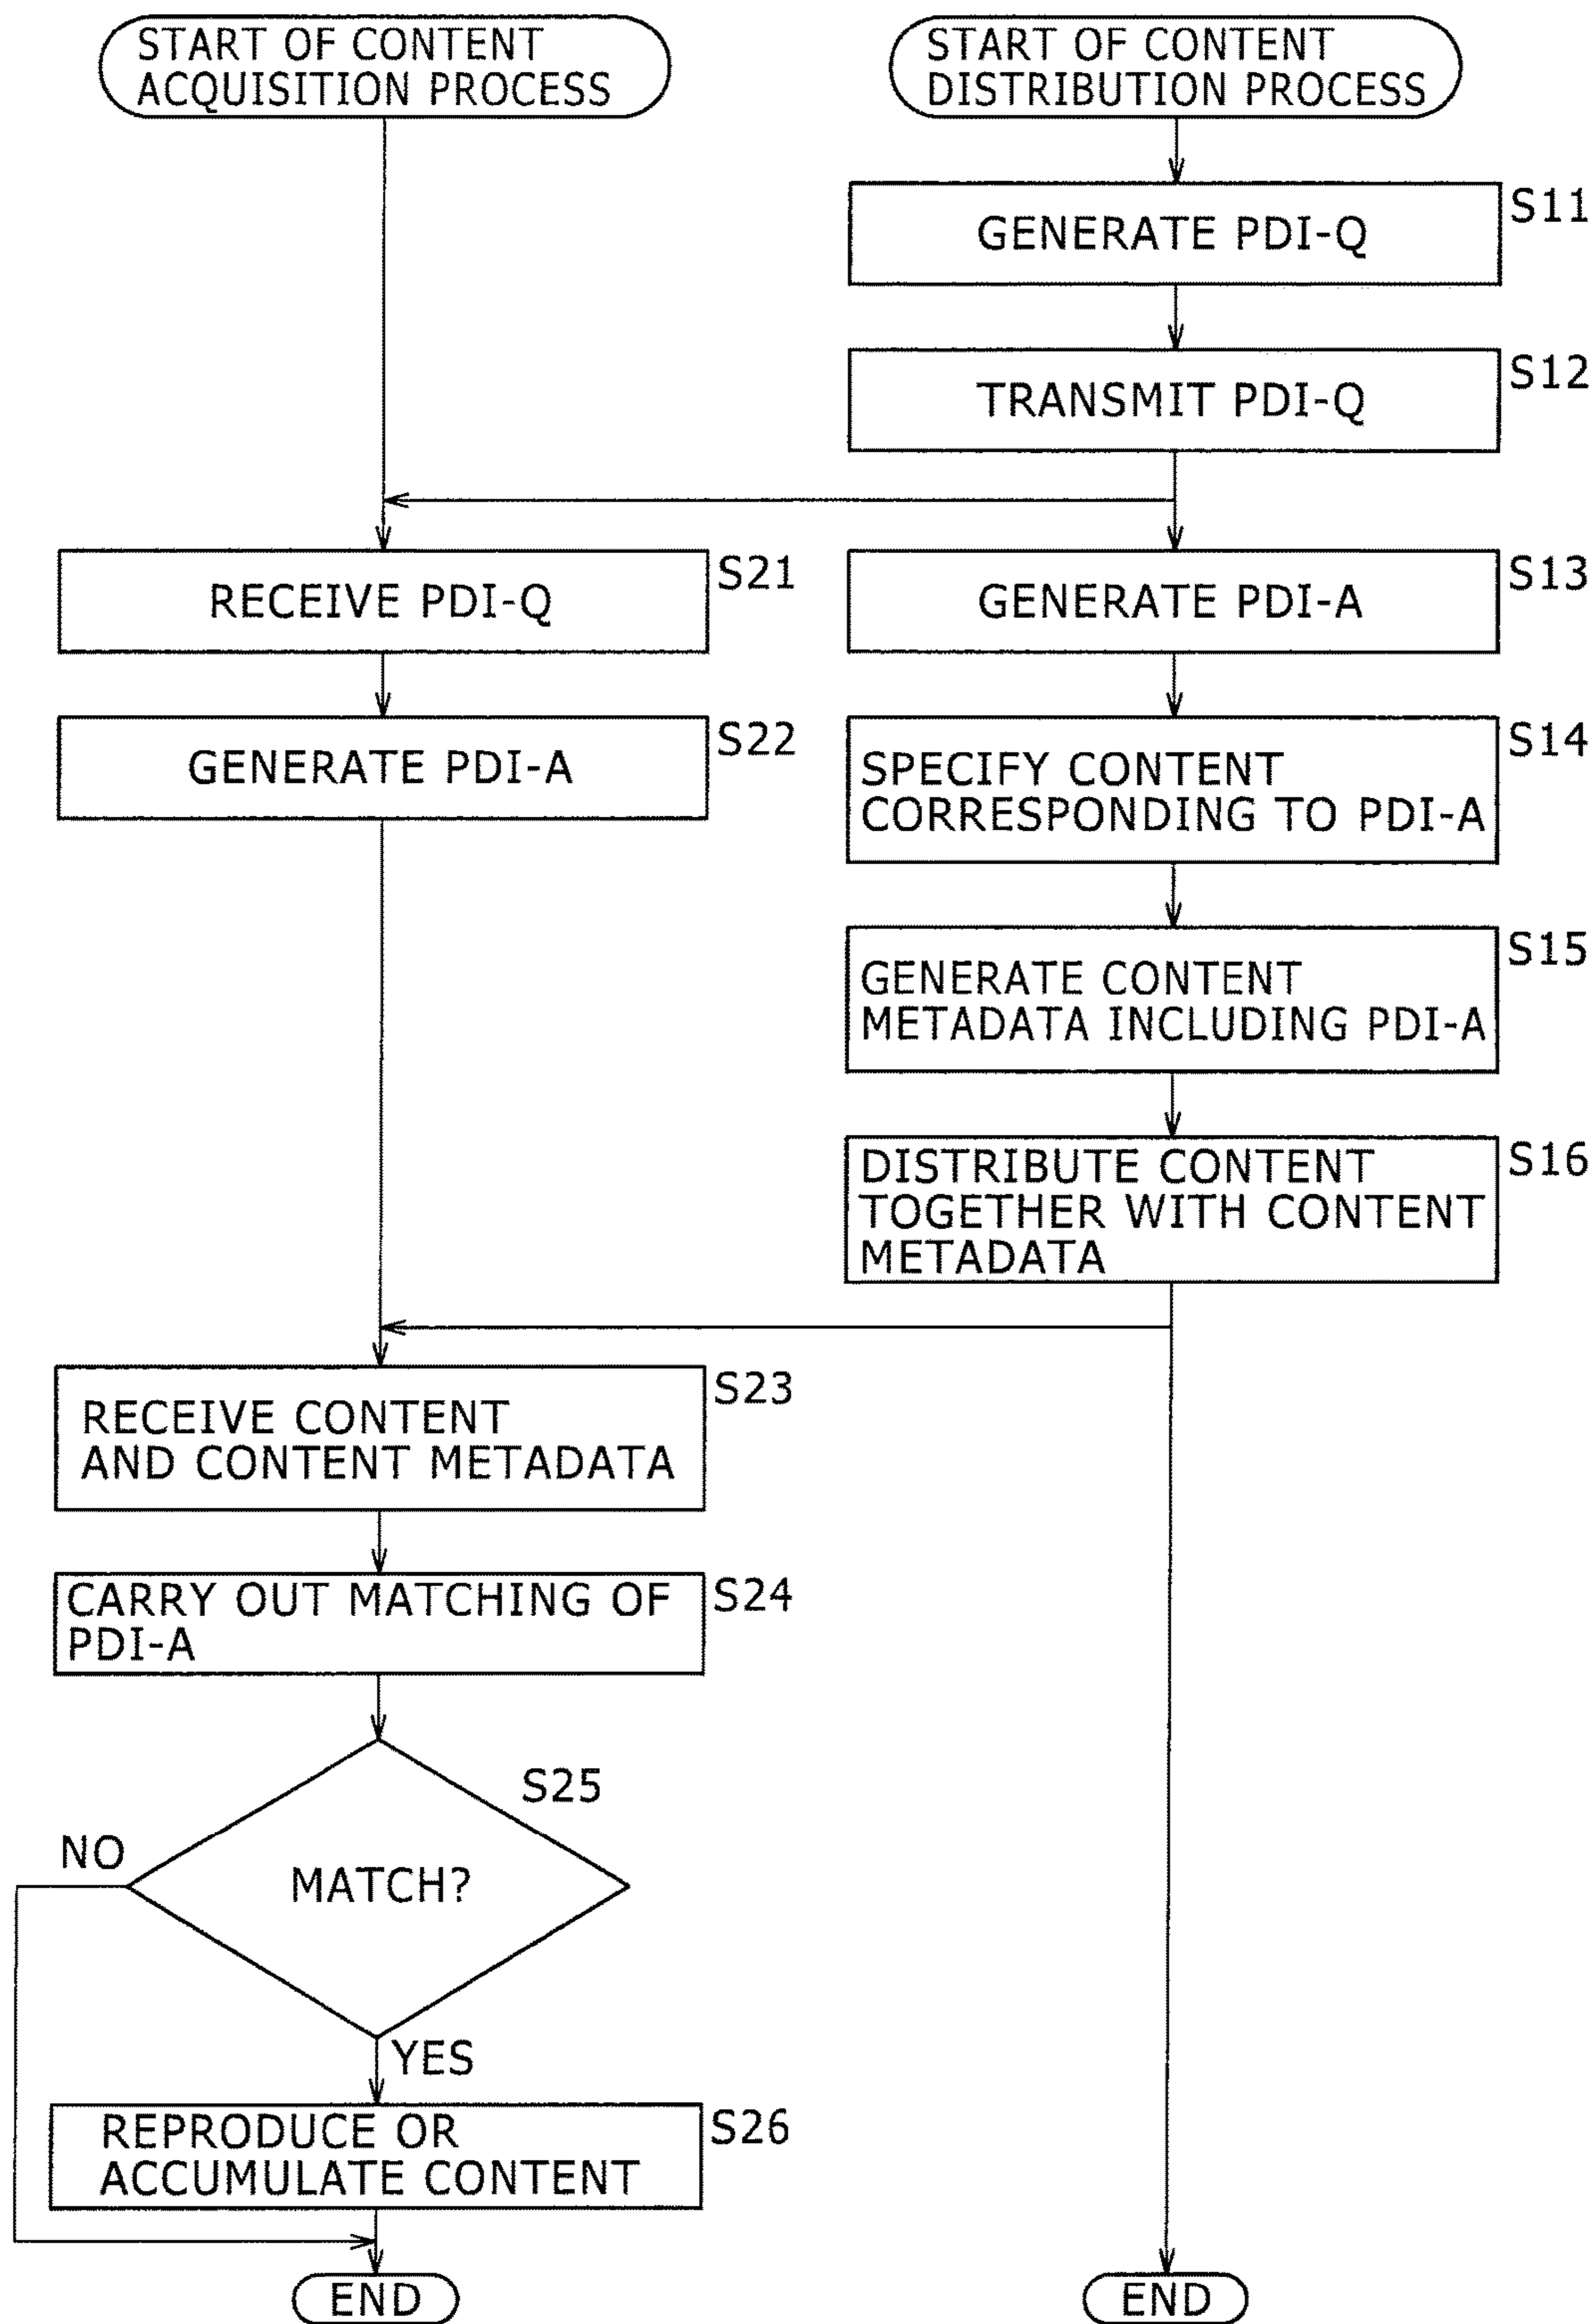 START OF CONTENT
ACQUISITION PROCESS
START OF CONTENT
DISTRIBUTION PROCESS
S11
GENERATE PDI-Q
S12
TRANSMIT PDI-Q
S21
RECEIVE PDI-Q
S13
GENERATE PDI-A
S22
GENERATE PDI-A
S14
SPECIFY CONTENT
CORRESPONDING TO PDI-A
S15
GENERATE CONTENT
METADATA INCLUDING PDI-A
S16
DISTRIBUTE CONTENT
TOGETHER WITH CONTENT
METADATA
S23
RECEIVE CONTENT
AND CONTENT METADATA
S24
CARRY OUT MATCHING OF
PDI-A
S25
NO
MATCH?
YES
S26
REPRODUCE OR
ACCUMULATE CONTENT
END
END